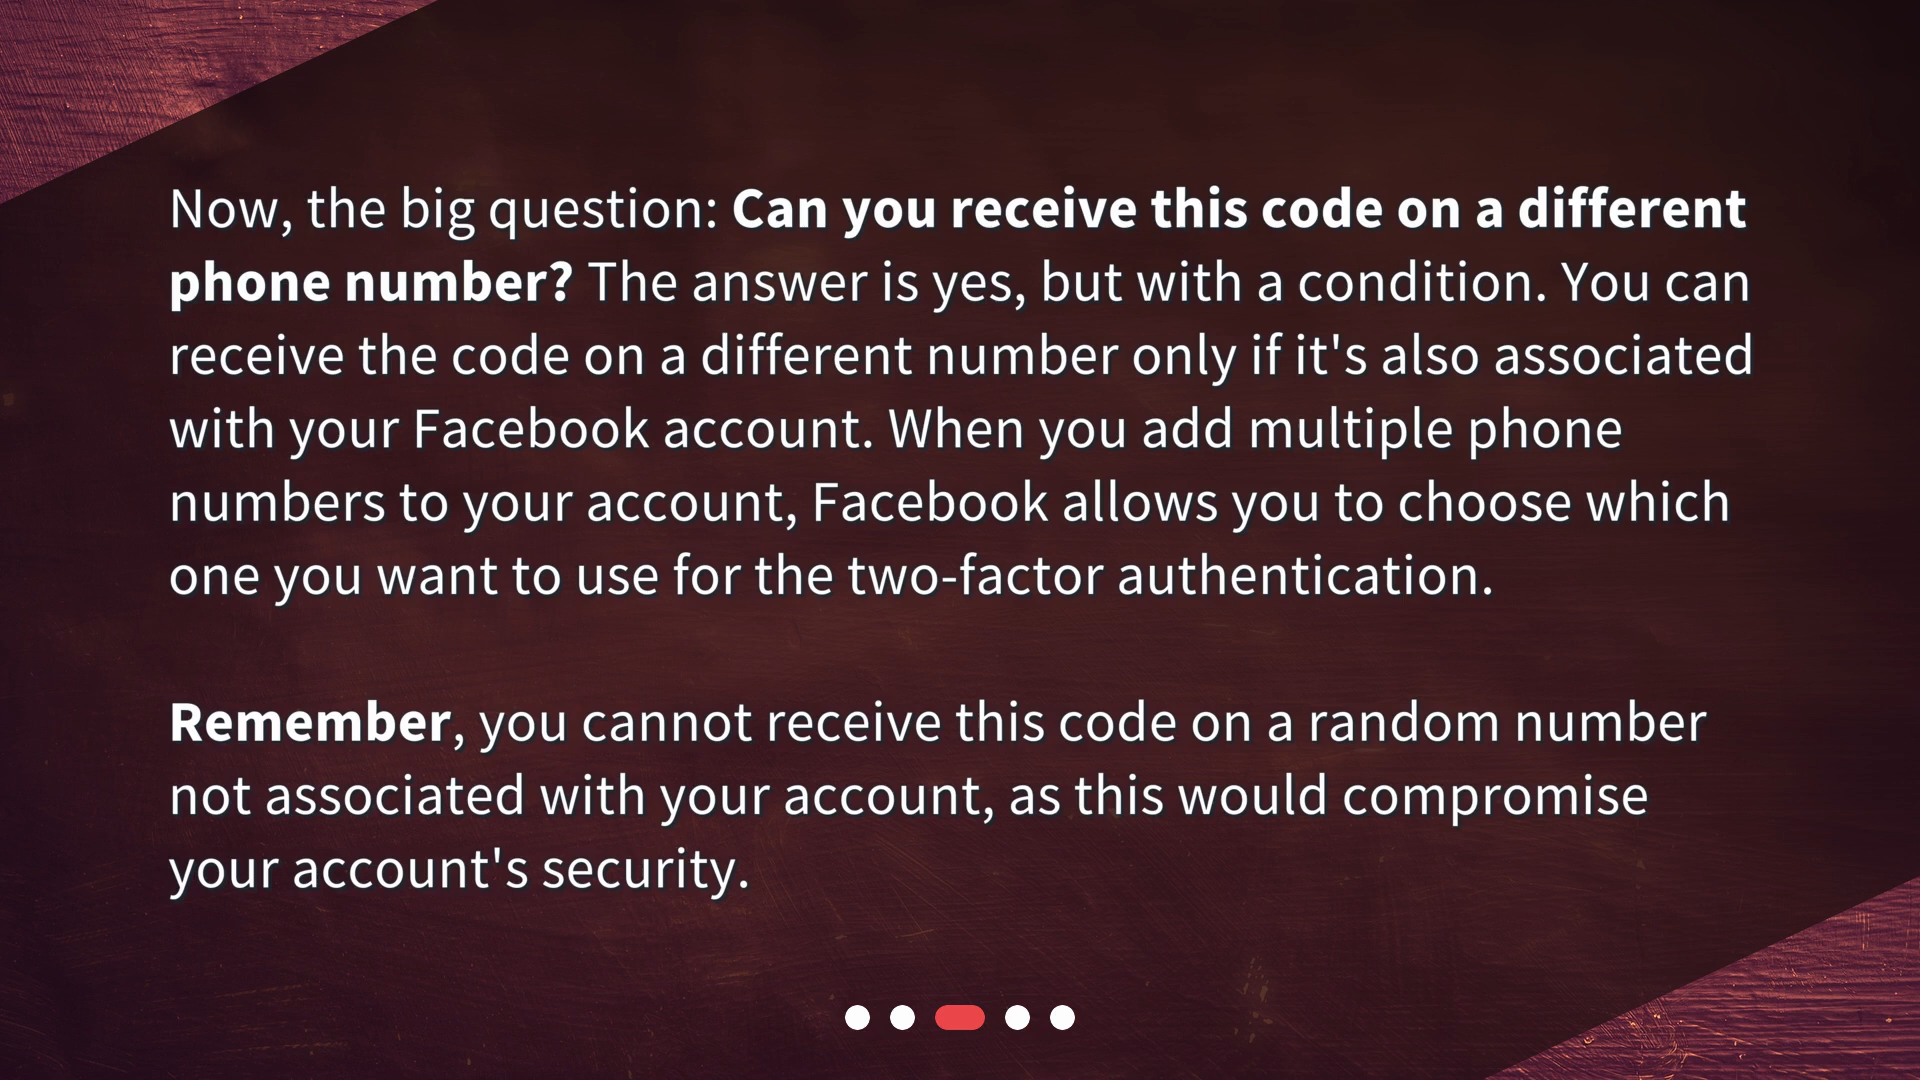 Now, the big question: Can you receive this code on a different
phone number? The answer is yes, but with a condition. You can
receive the code on a different number only if it's also associated
with your Facebook account. When you add multiple phone
numbers to your account, Facebook allows you to choose which
one you want to use for the two-factor authentication.
Remember, you cannot receive this code on a random number
not associated with your account, as this would compromise
your account's security.